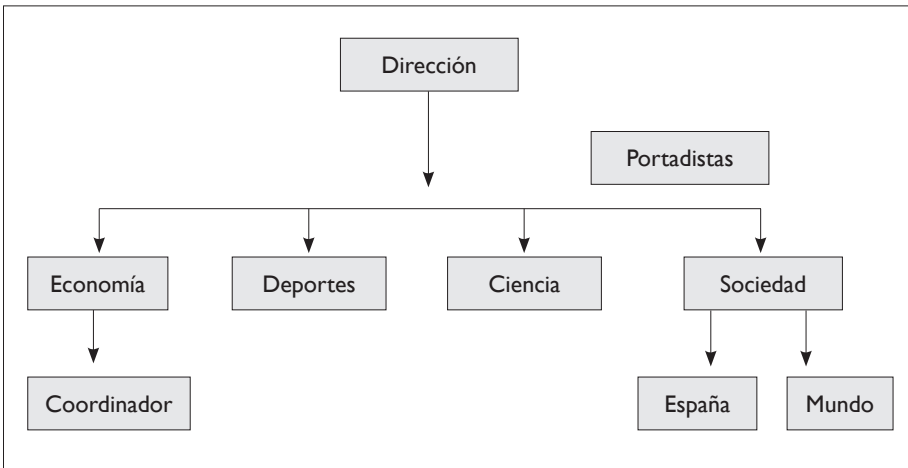 Dirección
Portadistas
Economía
Deportes
Ciencia
Sociedad
Coordinador
España
Mundo